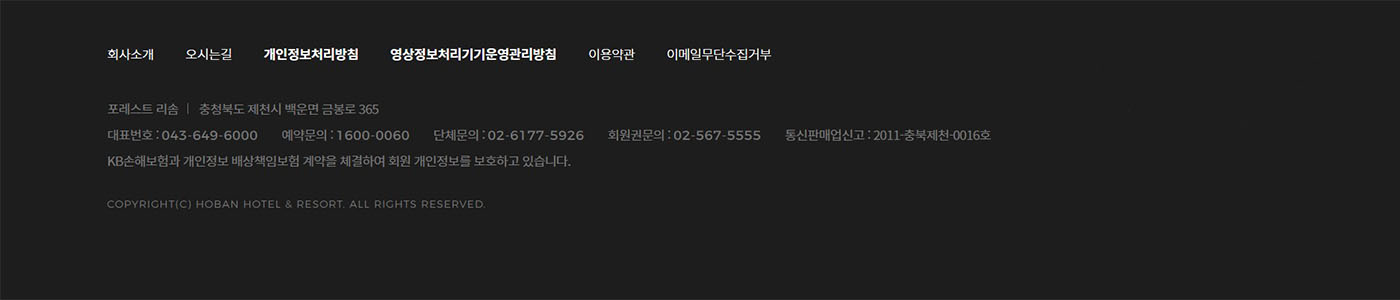 회사소개 오시는길 개인정보처리방침 영상정보처리기기운영관리방침 이용약관 이메일무단수집거부
포레스트 리솜 | 충청북도 제천시 백운면 금봉로 365
대표번호 : 043-649-6000 예약문의 : 1600-0060 단체문의 : 02-6177-5926 회원권문의 : 02-567-5555 통신판매업신고 : 2011-충북제천-0016호
KB손해보험과 개인정보 배상책임보험 계약을 체결하여 회원 개인정보를 보호하고 있습니다.
COPYRIGHT(C) HOBAN HOTEL & RESORT. ALL RIGHTS RESERVED.